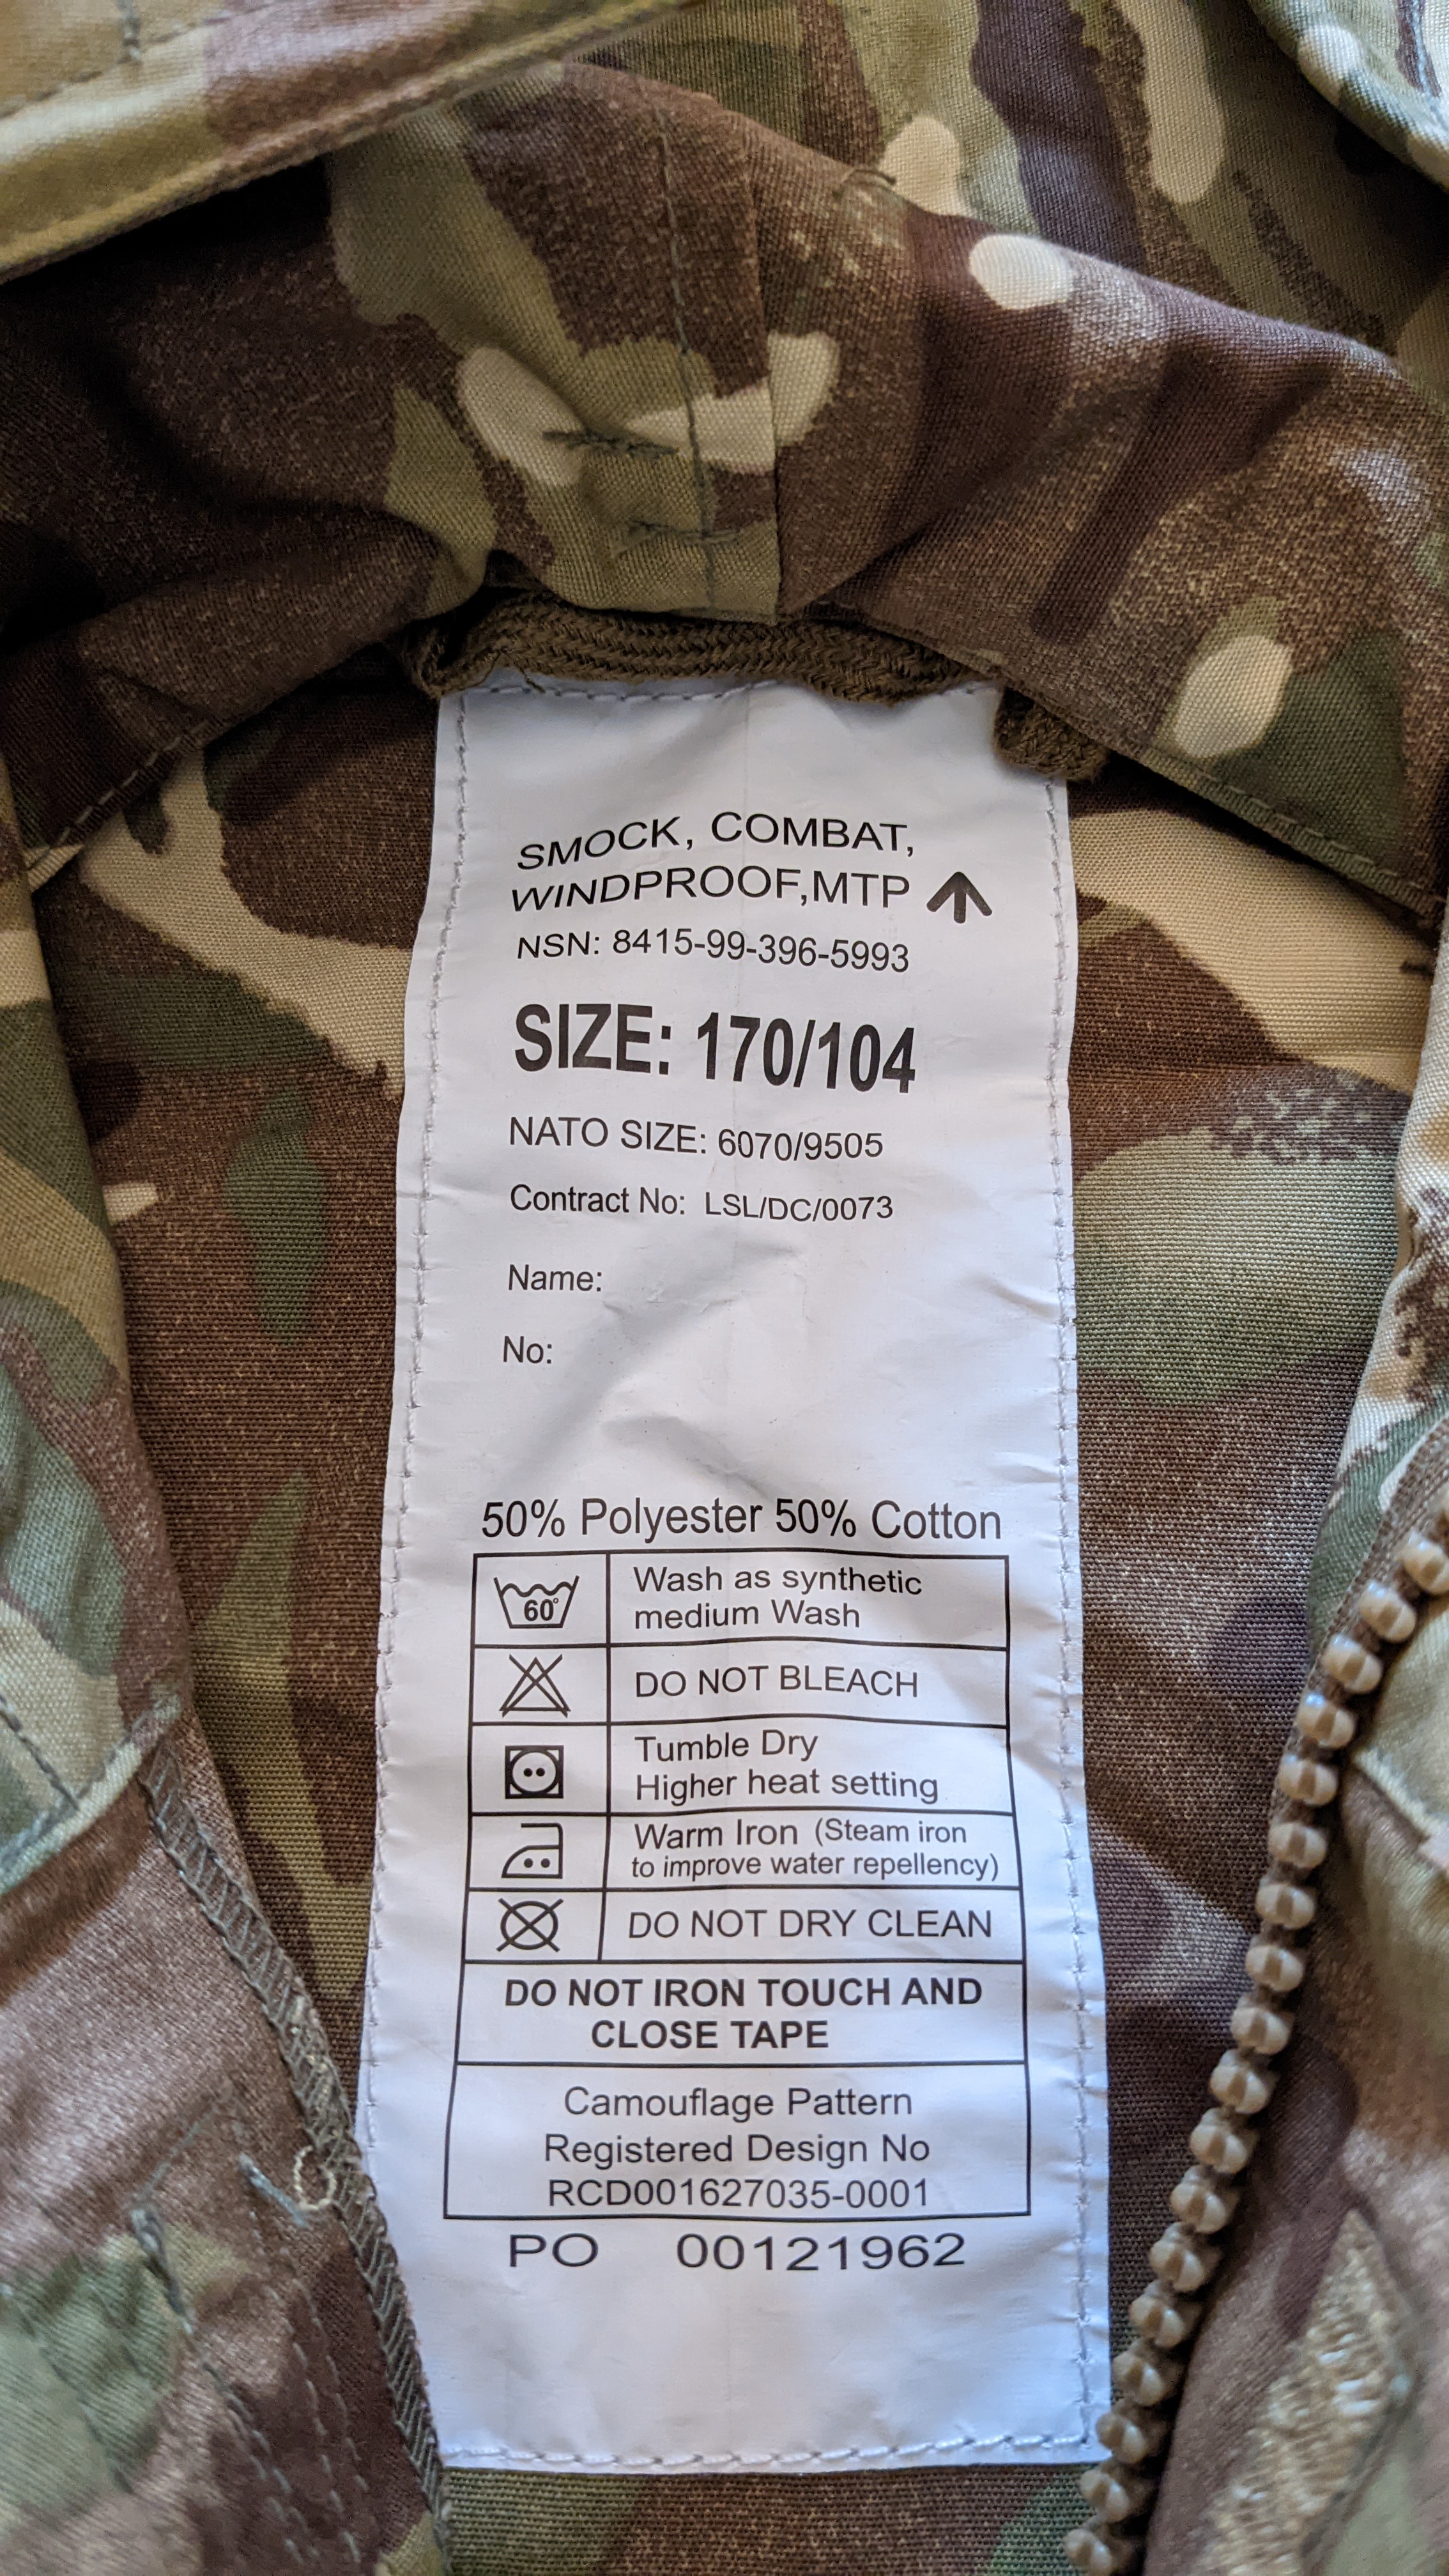 SMOCK, COMBAT,
WINDPROOF,MTP
NSN: 8415-99-396-5993
SIZE: 170/104
NATO SIZE: 6070/9505
Contract No: LSL/DC/0073
Name:
No:
50% Polyester 50% Cotton
60°
Wash as synthetic
medium Wash
DO NOT BLEACH
Tumble Dry
Higher heat setting
Warm Iron (Steam iron
to improve water repellency)
DO NOT DRY CLEAN
DO NOT IRON TOUCH AND
CLOSE TAPE
Camouflage Pattern
Registered Design No
RCD001627035-0001
PO 00121962